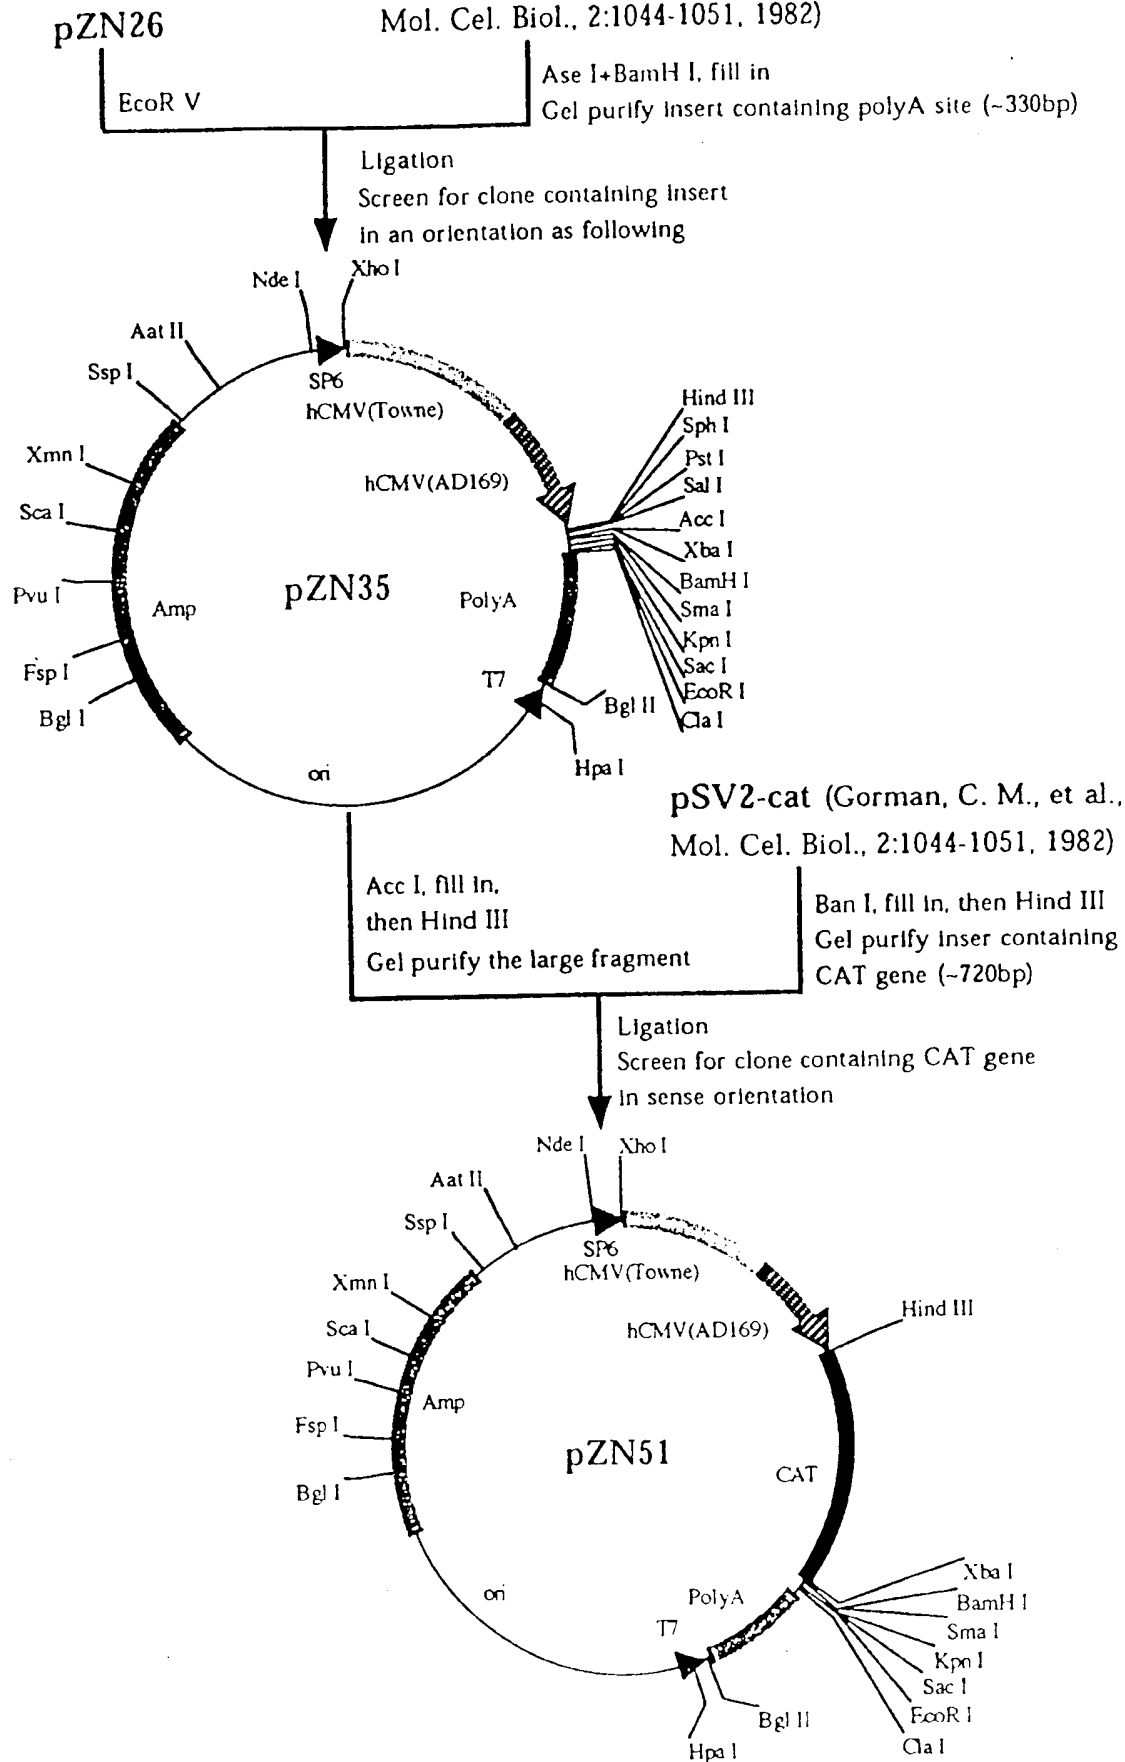 pZN26
Mol. Cel. Biol., 2:1044-1051, 1982)
EcoR V
Ase I+BamH I, fill in
Gel purify insert containing polyA site (~330bp)
Ligation
Screen for clone containing insert
in an orientation as following
Nde I
Xho I
Aat II
Ssp I
Xmn I
Sca I
Pvu I
Fsp I
Bgl I
SP6
hCMV(Towne)
hCMV(AD169)
pZN35
Amp
PolyA
T7
ori
Hind III
Sph I
Pst I
Sal I
Acc I
Xba I
BamH I
Sma I
Kpn I
Sac I
EcoR I
Cla I
Bgl II
Hpa I
pSV2-cat (Gorman, C. M., et al.,
Mol. Cel. Biol., 2:1044-1051, 1982)
Acc I, fill in,
then Hind III
Gel purify the large fragment
Ban I, fill in, then Hind III
Gel purify inser containing
CAT gene (~720bp)
Ligation
Screen for clone containing CAT gene
in sense orientation
Nde I
Xho I
Aat II
Ssp I
Xmn I
Sca I
Pvu I
Fsp I
Bgl I
SP6
hCMV(Towne)
hCMV(AD169)
Hind III
Amp
pZN51
CAT
ori
PolyA
T7
Xba I
BamH I
Sma I
Kpn I
Sac I
EcoR I
Cla I
Bgl II
Hpa I